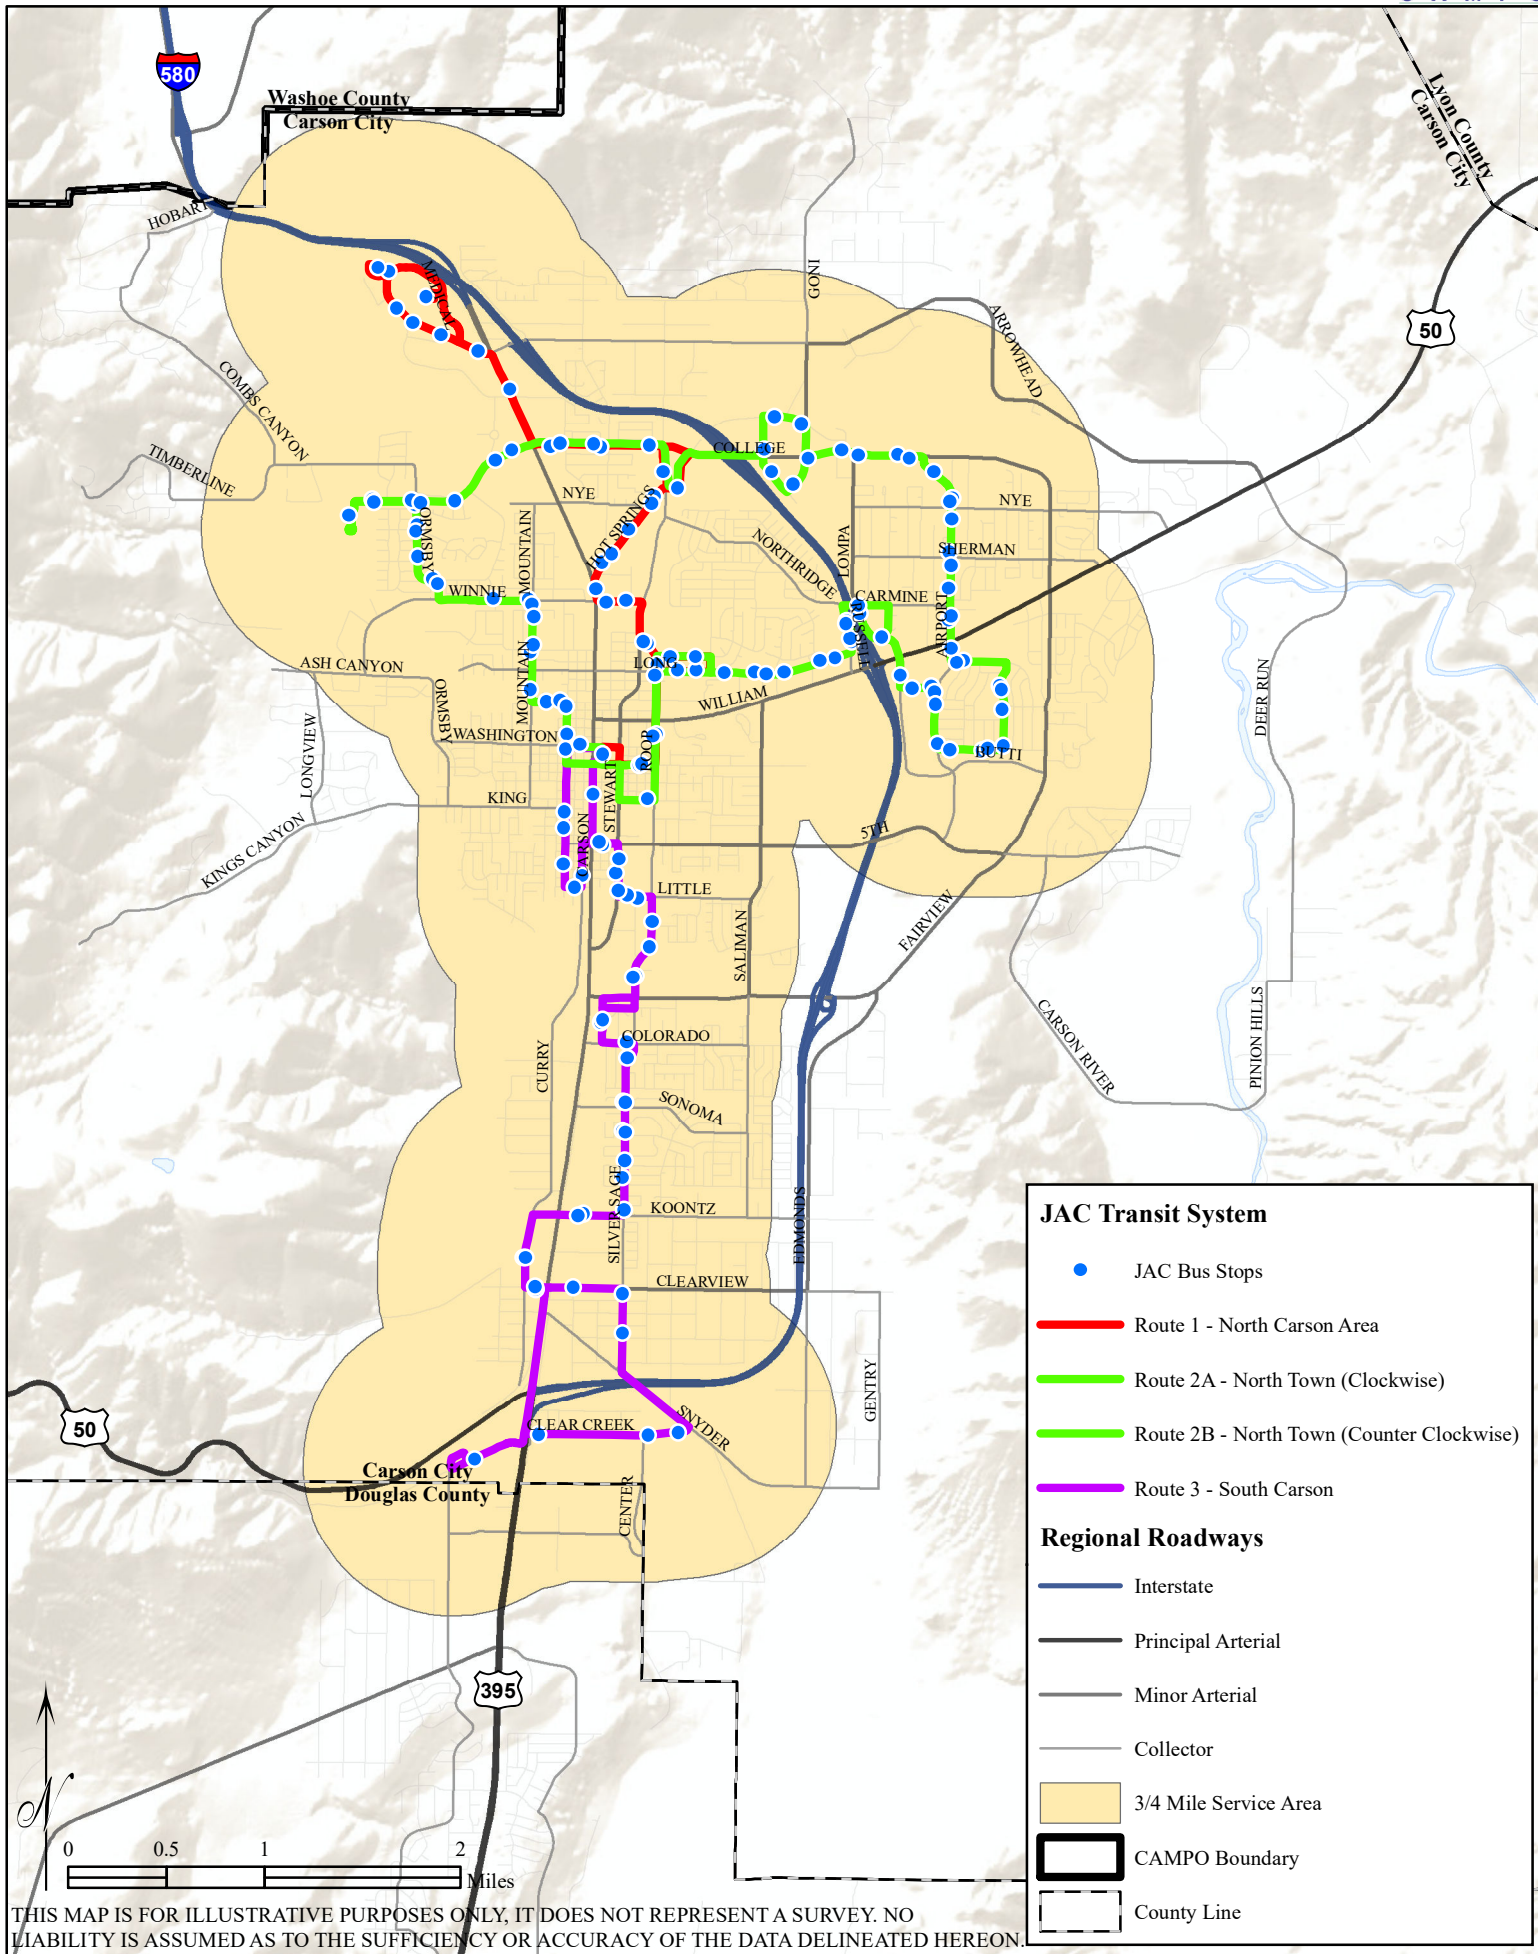 580
Washoe County
Carson City
Lyon County
Carson City
HOBART
MEDICAL
GONI
ARROWHEAD
50
COMBS CANYON
TIMBERLINE
COLLEGE
NYE
NYE
HOT SPRINGS
ORMSBY
MOUNTAIN
NORTHRIDGE
LOMPA
SHERMAN
WINNIE
CARMINE
RUSSELL
AIRPORT
ASH CANYON
LONG
MOUNTAIN
ORMSBY
WILLIAM
DEER RUN
LONGVIEW
WASHINGTON
ROOP
BUTTI
STEWART
KING
CARSON
5TH
KINGS CANYON
LITTLE
SALIMAN
FAIRVIEW
COLORADO
CURRY
CARSON RIVER
PINION HILLS
SONOMA
SILVER SAGE
KOONTZ
EDMONDS
CLEARVIEW
GENTRY
SNYDER
CLEAR CREEK
50
Carson City
Douglas County
CENTER
395
JAC Transit System
JAC Bus Stops
Route 1 - North Carson Area
Route 2A - North Town (Clockwise)
Route 2B - North Town (Counter Clockwise)
Route 3 - South Carson
Regional Roadways
Interstate
Principal Arterial
Minor Arterial
Collector
3/4 Mile Service Area
CAMPO Boundary
County Line
N
0 0.5 1 2
Miles
THIS MAP IS FOR ILLUSTRATIVE PURPOSES ONLY, IT DOES NOT REPRESENT A SURVEY. NO
LIABILITY IS ASSUMED AS TO THE SUFFICIENCY OR ACCURACY OF THE DATA DELINEATED HEREON.